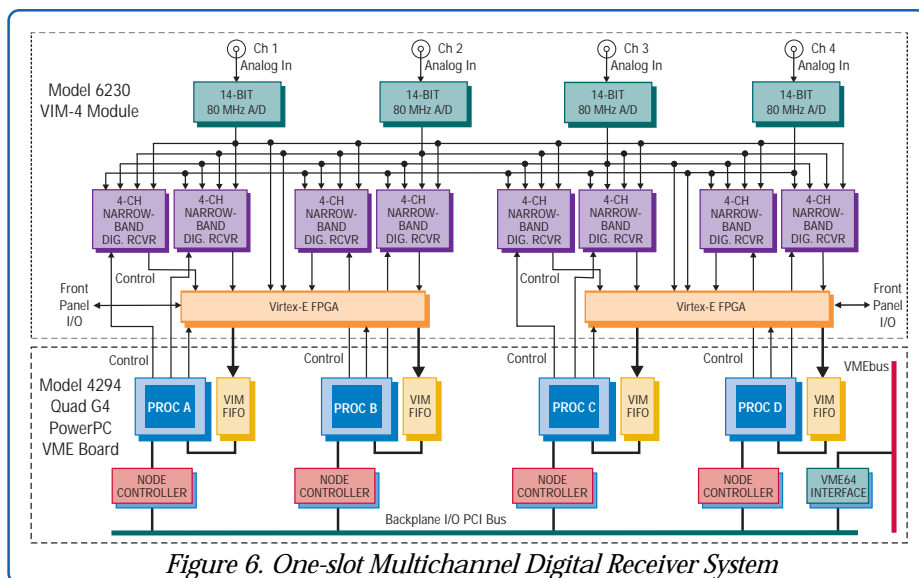 Ch 1
Analog In
Ch 2
Analog In
Ch 3
Analog In
Ch 4
Analog In
Model 6230
VIM-4 Module
14-BIT
80 MHz A/D
14-BIT
80 MHz A/D
14-BIT
80 MHz A/D
14-BIT
80 MHz A/D
4-CH
NARROW-
BAND
DIG. RCVR
4-CH
NARROW-
BAND
DIG. RCVR
4-CH
NARROW-
BAND
DIG. RCVR
4-CH
NARROW-
BAND
DIG. RCVR
4-CH
NARROW-
BAND
DIG. RCVR
4-CH
NARROW-
BAND
DIG. RCVR
4-CH
NARROW-
BAND
DIG. RCVR
4-CH
NARROW-
BAND
DIG. RCVR
Control
Control
Front
Panel
I/O
Virtex-E FPGA
Virtex-E FPGA
Front
Panel
I/O
Control
Control
Control
Control
VMEbus
Model 4294
Quad G4
PowerPC
VME Board
PROC A
VIM
FIFO
PROC B
VIM
FIFO
PROC C
VIM
FIFO
PROC D
VIM
FIFO
NODE
CONTROLLER
NODE
CONTROLLER
NODE
CONTROLLER
NODE
CONTROLLER
VME64
INTERFACE
Backplane I/O PCI Bus
Figure 6. One-slot Multichannel Digital Receiver System